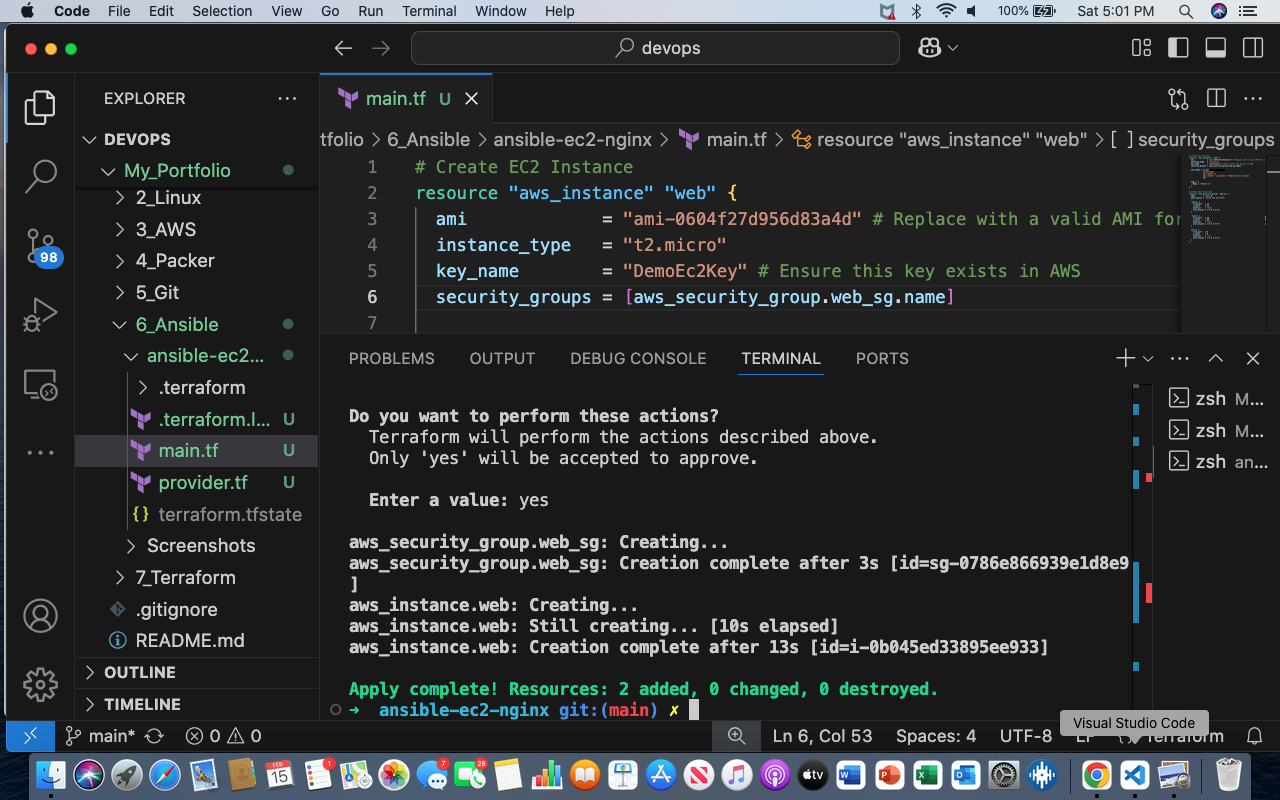 Code File Edit Selection View Go Run Terminal Window Help 100% Sat 5:01 PM
devops
EXPLORER
DEVOPS
My_Portfolio
2_Linux
3_AWS
4_Packer
5_Git
6_Ansible
ansible-ec2...
.terraform
.terraform.l... U
main.tf U
provider.tf U
{} terraform.tfstate
Screenshots
7_Terraform
.gitignore
README.md
OUTLINE
TIMELINE
98
main.tf U
tfolio > 6_Ansible > ansible-ec2-nginx > main.tf > resource "aws_instance" "web" > [ ] security_groups
1 # Create EC2 Instance
2 resource "aws_instance" "web" {
3 ami = "ami-0604f27d956d83a4d" # Replace with a valid AMI for
4 instance_type = "t2.micro"
5 key_name = "DemoEc2Key" # Ensure this key exists in AWS
6 security_groups = [aws_security_group.web_sg.name]
7
PROBLEMS OUTPUT DEBUG CONSOLE TERMINAL PORTS
Do you want to perform these actions?
Terraform will perform the actions described above.
Only 'yes' will be accepted to approve.
Enter a value: yes
aws_security_group.web_sg: Creating...
aws_security_group.web_sg: Creation complete after 3s [id=sg-0786e866939e1d8e9
]
aws_instance.web: Creating...
aws_instance.web: Still creating... [10s elapsed]
aws_instance.web: Creation complete after 13s [id=i-0b045ed33895ee933]
Apply complete! Resources: 2 added, 0 changed, 0 destroyed.
➜ ansible-ec2-nginx git:(main) ✗
zsh M...
zsh M...
zsh an...
main* 0 0 Ln 6, Col 53 Spaces: 4 UTF-8 LF {} Terraform
Visual Studio Code
FEB
15
1
7
28
tv